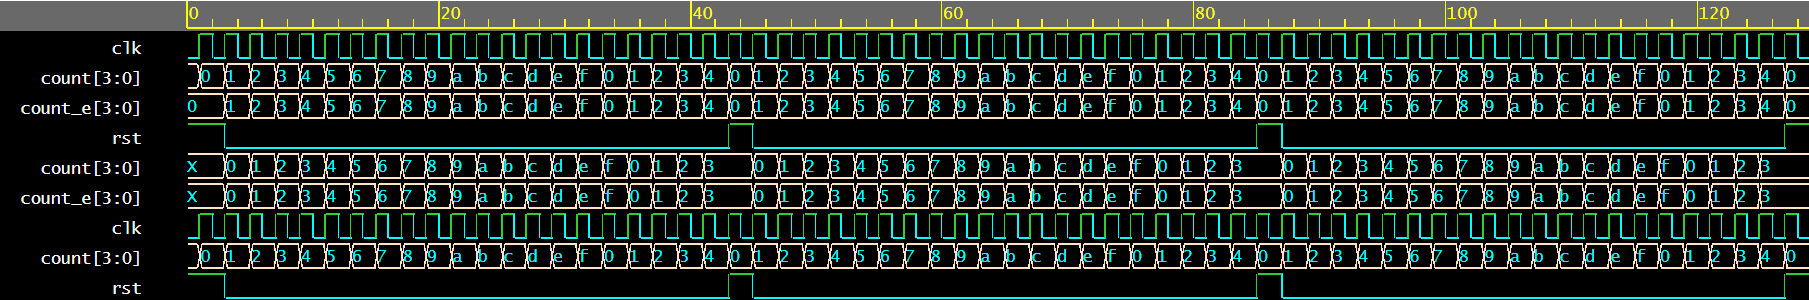 0 20 40 60 80 100 120
clk
count[3:0] 0 1 2 3 4 5 6 7 8 9 a b c d e f 0 1 2 3 4 0 1 2 3 4 5 6 7 8 9 a b c d e f 0 1 2 3 4 0 1 2 3 4 5 6 7 8 9 a b c d e f 0 1 2 3 4 0
count_e[3:0] 0 1 2 3 4 5 6 7 8 9 a b c d e f 0 1 2 3 4 0 1 2 3 4 5 6 7 8 9 a b c d e f 0 1 2 3 4 0 1 2 3 4 5 6 7 8 9 a b c d e f 0 1 2 3 4 0
rst
count[3:0] X 0 1 2 3 4 5 6 7 8 9 a b c d e f 0 1 2 3 0 1 2 3 4 5 6 7 8 9 a b c d e f 0 1 2 3 0 1 2 3 4 5 6 7 8 9 a b c d e f 0 1 2 3
count_e[3:0] X 0 1 2 3 4 5 6 7 8 9 a b c d e f 0 1 2 3 0 1 2 3 4 5 6 7 8 9 a b c d e f 0 1 2 3 0 1 2 3 4 5 6 7 8 9 a b c d e f 0 1 2 3
clk
count[3:0] 0 1 2 3 4 5 6 7 8 9 a b c d e f 0 1 2 3 4 0 1 2 3 4 5 6 7 8 9 a b c d e f 0 1 2 3 4 0 1 2 3 4 5 6 7 8 9 a b c d e f 0 1 2 3 4 0
rst